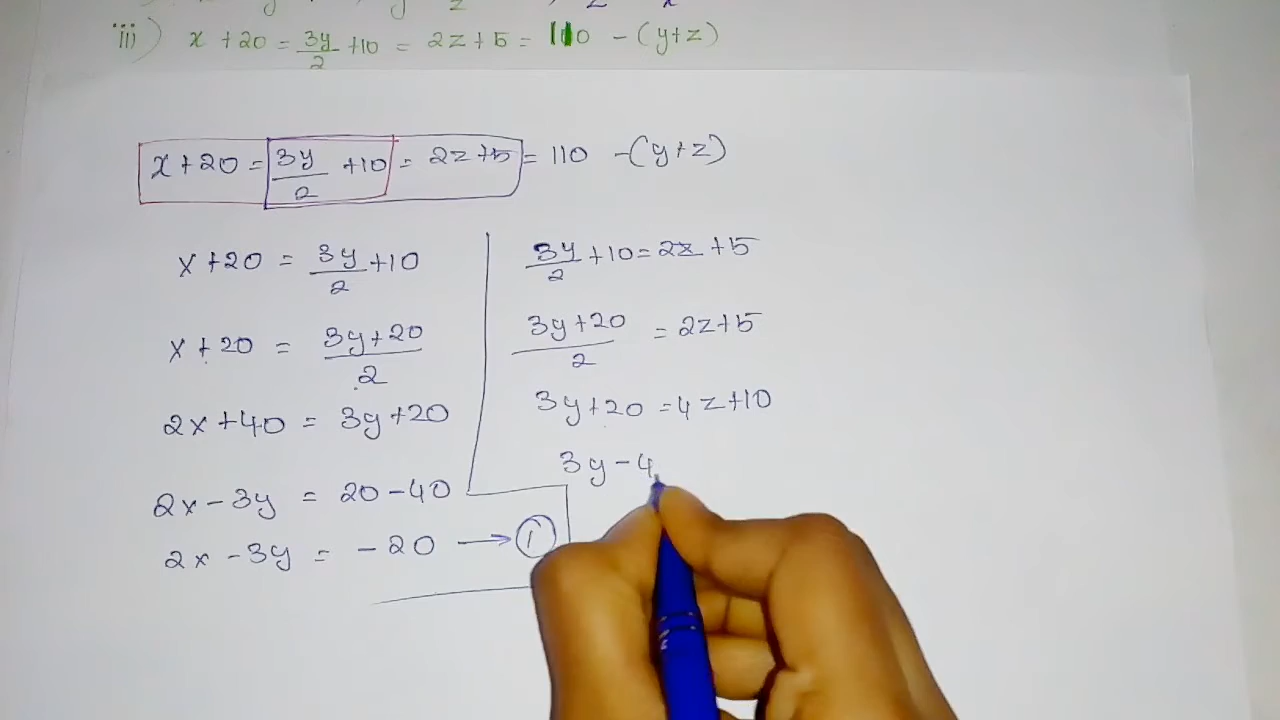 iii) x + 20 = 3y/2 + 10 = 2z + 5 = 110 - (y+z)
x + 20 = 3y/2 + 10 = 2z + 5 = 110 - (y+z)
x + 20 = 3y/2 + 10
x + 20 = (3y + 20)/2
2x + 40 = 3y + 20
2x - 3y = 20 - 40
2x - 3y = -20 → ①
3y/2 + 10 = 2z + 5
(3y + 20)/2 = 2z + 5
3y + 20 = 4z + 10
3y - 4